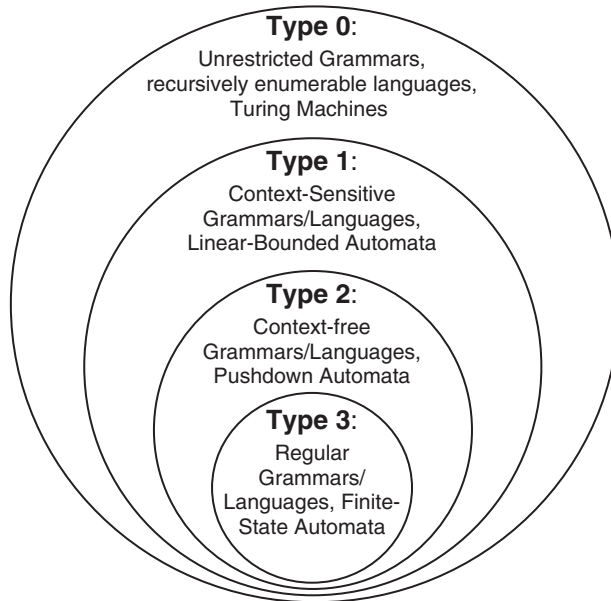 Type 0:
Unrestricted Grammars,
recursively enumerable languages,
Turing Machines
Type 1:
Context-Sensitive
Grammars/Languages,
Linear-Bounded Automata
Type 2:
Context-free
Grammars/Languages,
Pushdown Automata
Type 3:
Regular
Grammars/
Languages, Finite-
State Automata